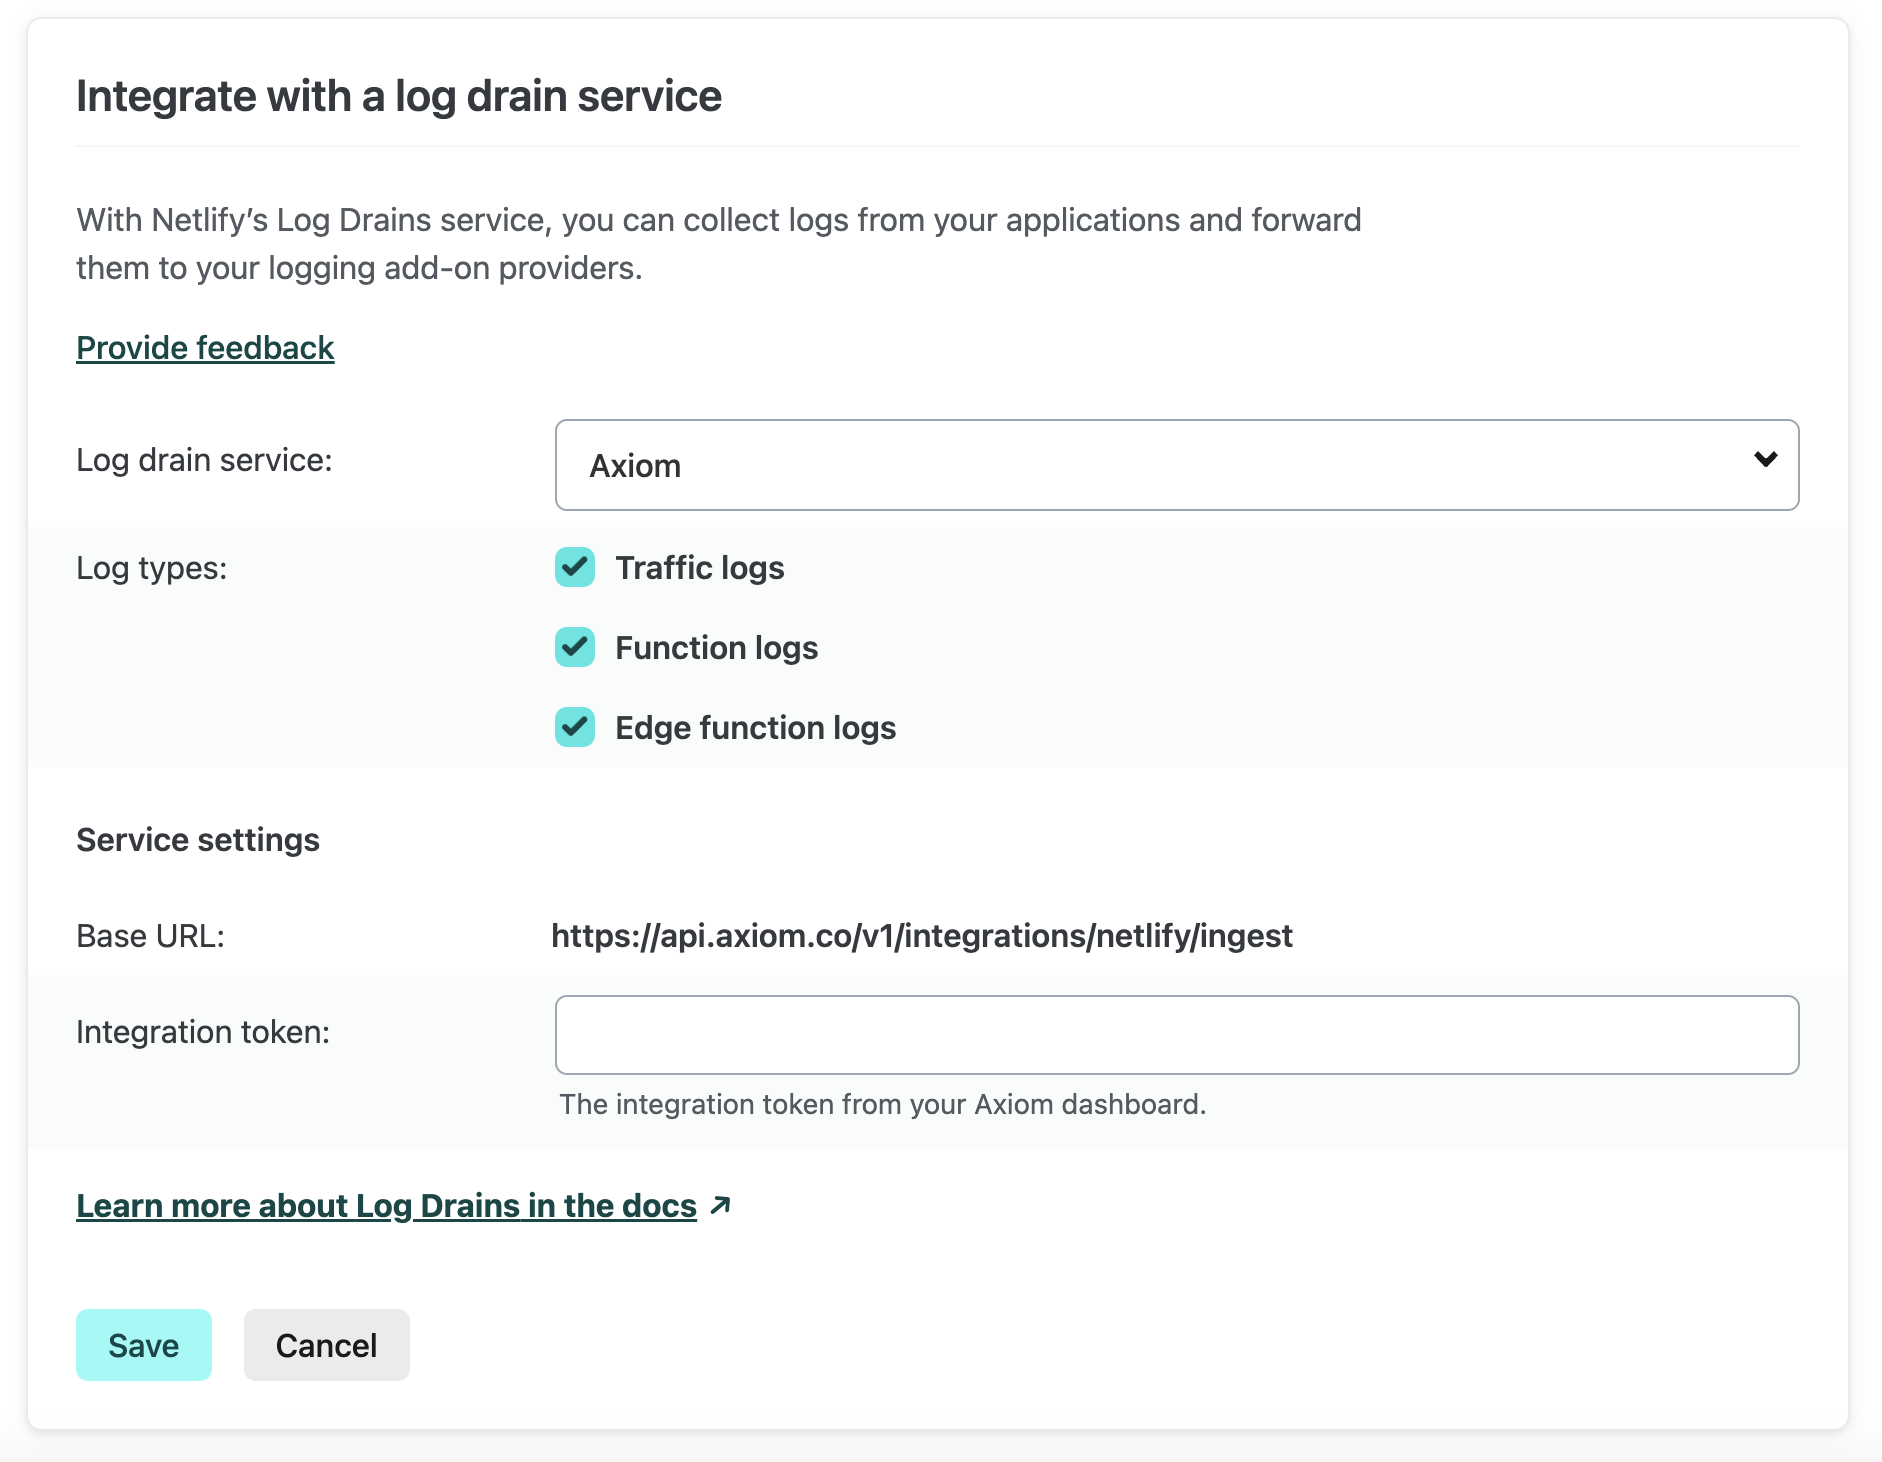 Integrate with a log drain service
With Netlify’s Log Drains service, you can collect logs from your applications and forward
them to your logging add-on providers.
Provide feedback
Log drain service:
Axiom
Log types:
Traffic logs
Function logs
Edge function logs
Service settings
Base URL:
https://api.axiom.co/v1/integrations/netlify/ingest
Integration token:
The integration token from your Axiom dashboard.
Learn more about Log Drains in the docs
Save
Cancel